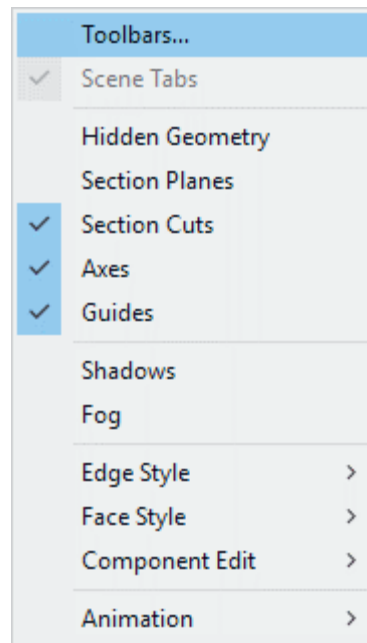 Toolbars...
Scene Tabs
Hidden Geometry
Section Planes
Section Cuts
Axes
Guides
Shadows
Fog
Edge Style
Face Style
Component Edit
Animation